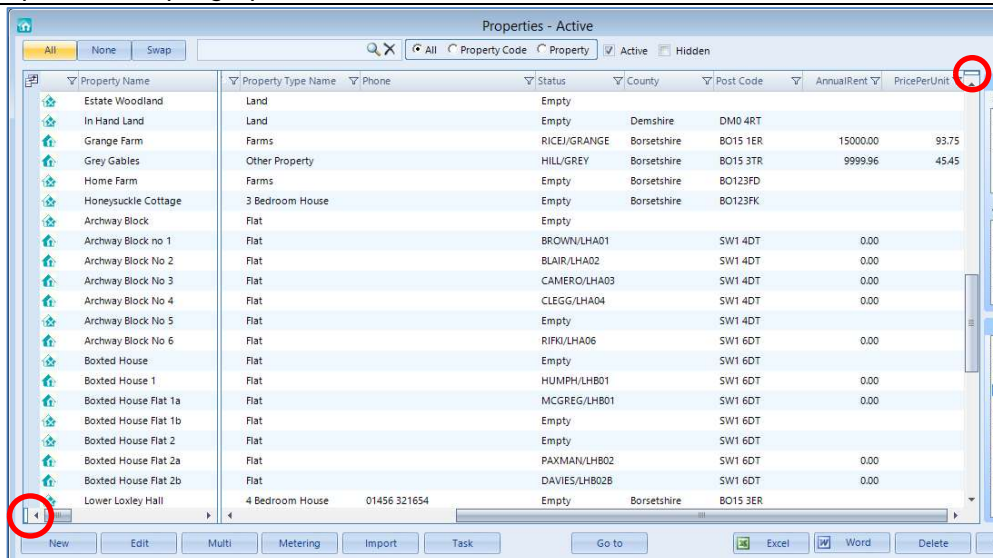 Properties - Active
All None Swap All Property Code Property Active Hidden
Property Name Property Type Name Phone Status County Post Code AnnualRent PricePerUnit
Estate Woodland Land Empty
In Hand Land Land Empty Demshire DM0 4RT
Grange Farm Farms RICEJ/GRANGE Borsetshire BO15 1ER 15000.00 93.75
Grey Gables Other Property HILL/GREY Borsetshire BO15 3TR 9999.96 45.45
Home Farm Farms Empty Borsetshire BO123FD
Honeysuckle Cottage 3 Bedroom House Empty Borsetshire BO123FK
Archway Block Flat Empty
Archway Block no 1 Flat BROWN/LHA01 SW1 4DT 0.00
Archway Block No 2 Flat BLAIR/LHA02 SW1 4DT 0.00
Archway Block No 3 Flat CAMERO/LHA03 SW1 4DT 0.00
Archway Block No 4 Flat CLEGG/LHA04 SW1 4DT 0.00
Archway Block No 5 Flat Empty SW1 4DT
Archway Block No 6 Flat RIFKI/LHA06 SW1 6DT 0.00
Boxted House Flat Empty SW1 6DT
Boxted House 1 Flat HUMPH/LHB01 SW1 6DT 0.00
Boxted House Flat 1a Flat MCGREG/LHB01 SW1 6DT 0.00
Boxted House Flat 1b Flat Empty SW1 6DT
Boxted House Flat 2 Flat Empty SW1 6DT
Boxted House Flat 2a Flat PAXMAN/LHB02 SW1 6DT 0.00
Boxted House Flat 2b Flat DAVIES/LHB02B SW1 6DT 0.00
Lower Loxley Hall 4 Bedroom House 01456 321654 Empty Borsetshire BO15 3ER
New Edit Multi Metering Import Task Go to Excel Word Delete